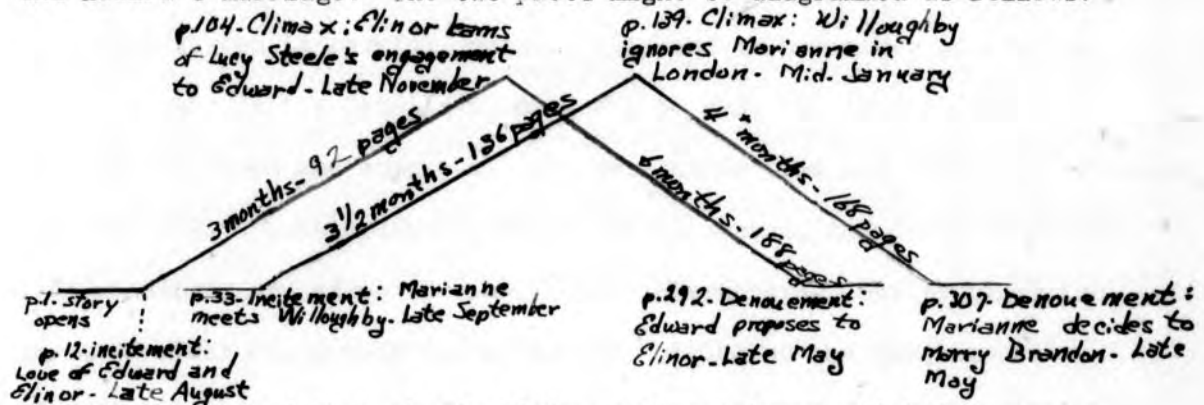 p.104. Climax: Elinor learns
of Lucy Steele's engagement
to Edward - Late November
p.139. Climax: Willoughby
ignores Marianne in
London - Mid. January
3 months - 92 pages
3 1/2 months - 136 pages
6 months - 188 pages
4+ months - 168 pages
p.1. story
opens
p.12. incitement:
Love of Edward and
Elinor - Late August
p.33 - Incitement: Marianne
meets Willoughby - Late September
p.292 - Denouement:
Edward proposes to
Elinor - Late May
p.307 - Denouement:
Marianne decides to
Marry Brandon - Late
May